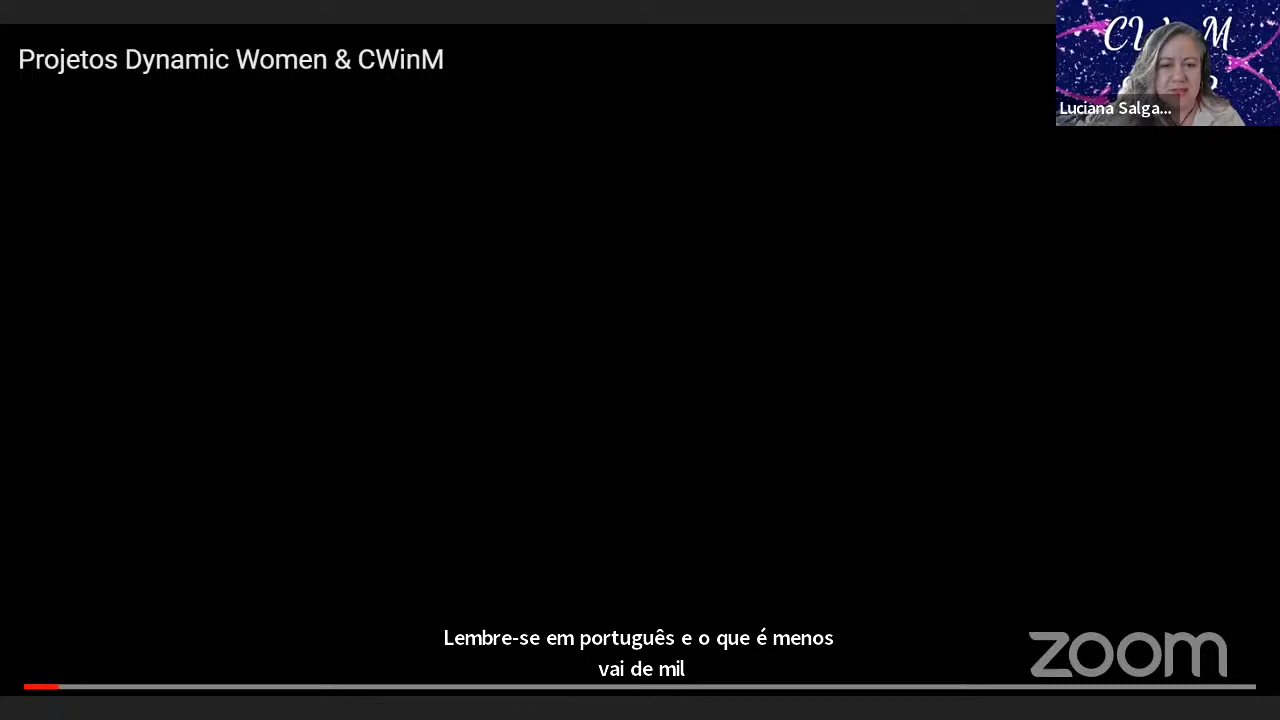 Projetos Dynamic Women & CWinM
Luciana Salga...
Lembre-se em português e o que é menos
vai de mil
zoom